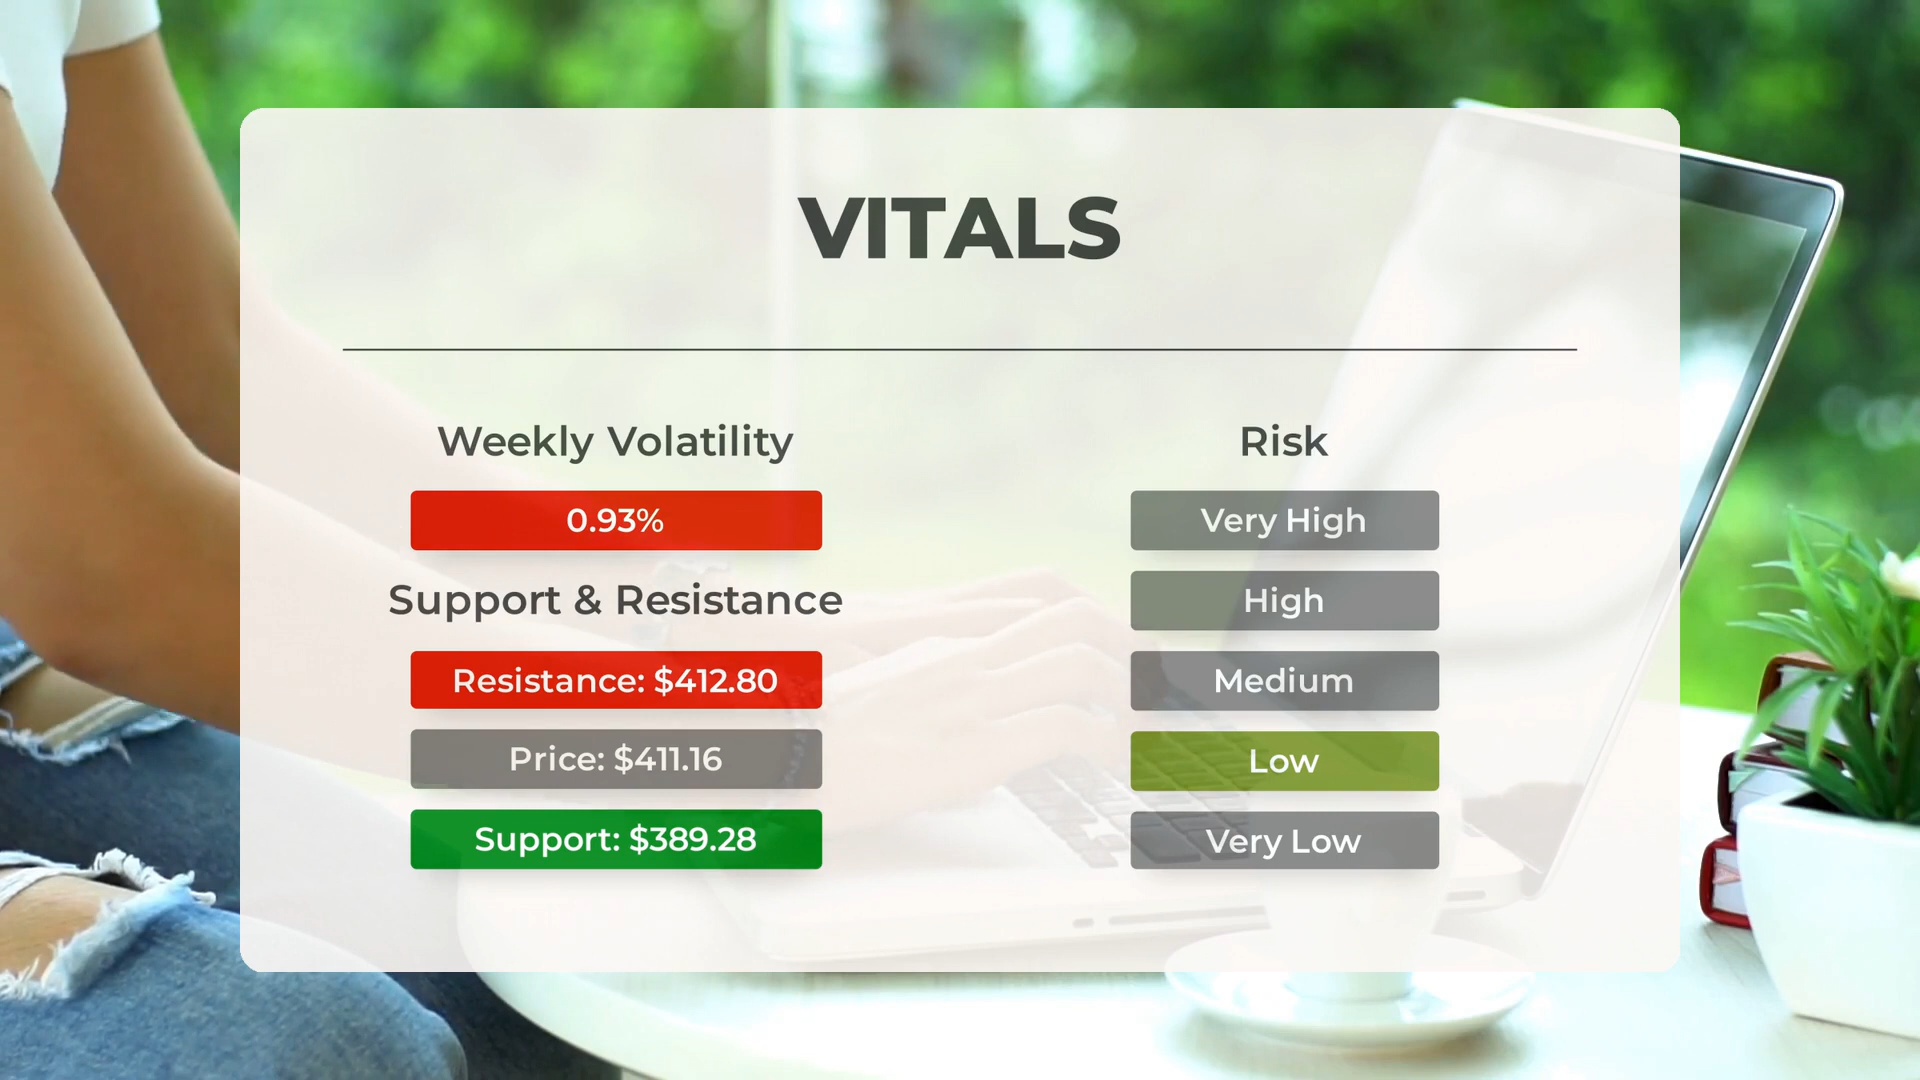 VITALS
Weekly Volatility
0.93%
Support & Resistance
Resistance: $412.80
Price: $411.16
Support: $389.28
Risk
Very High
High
Medium
Low
Very Low